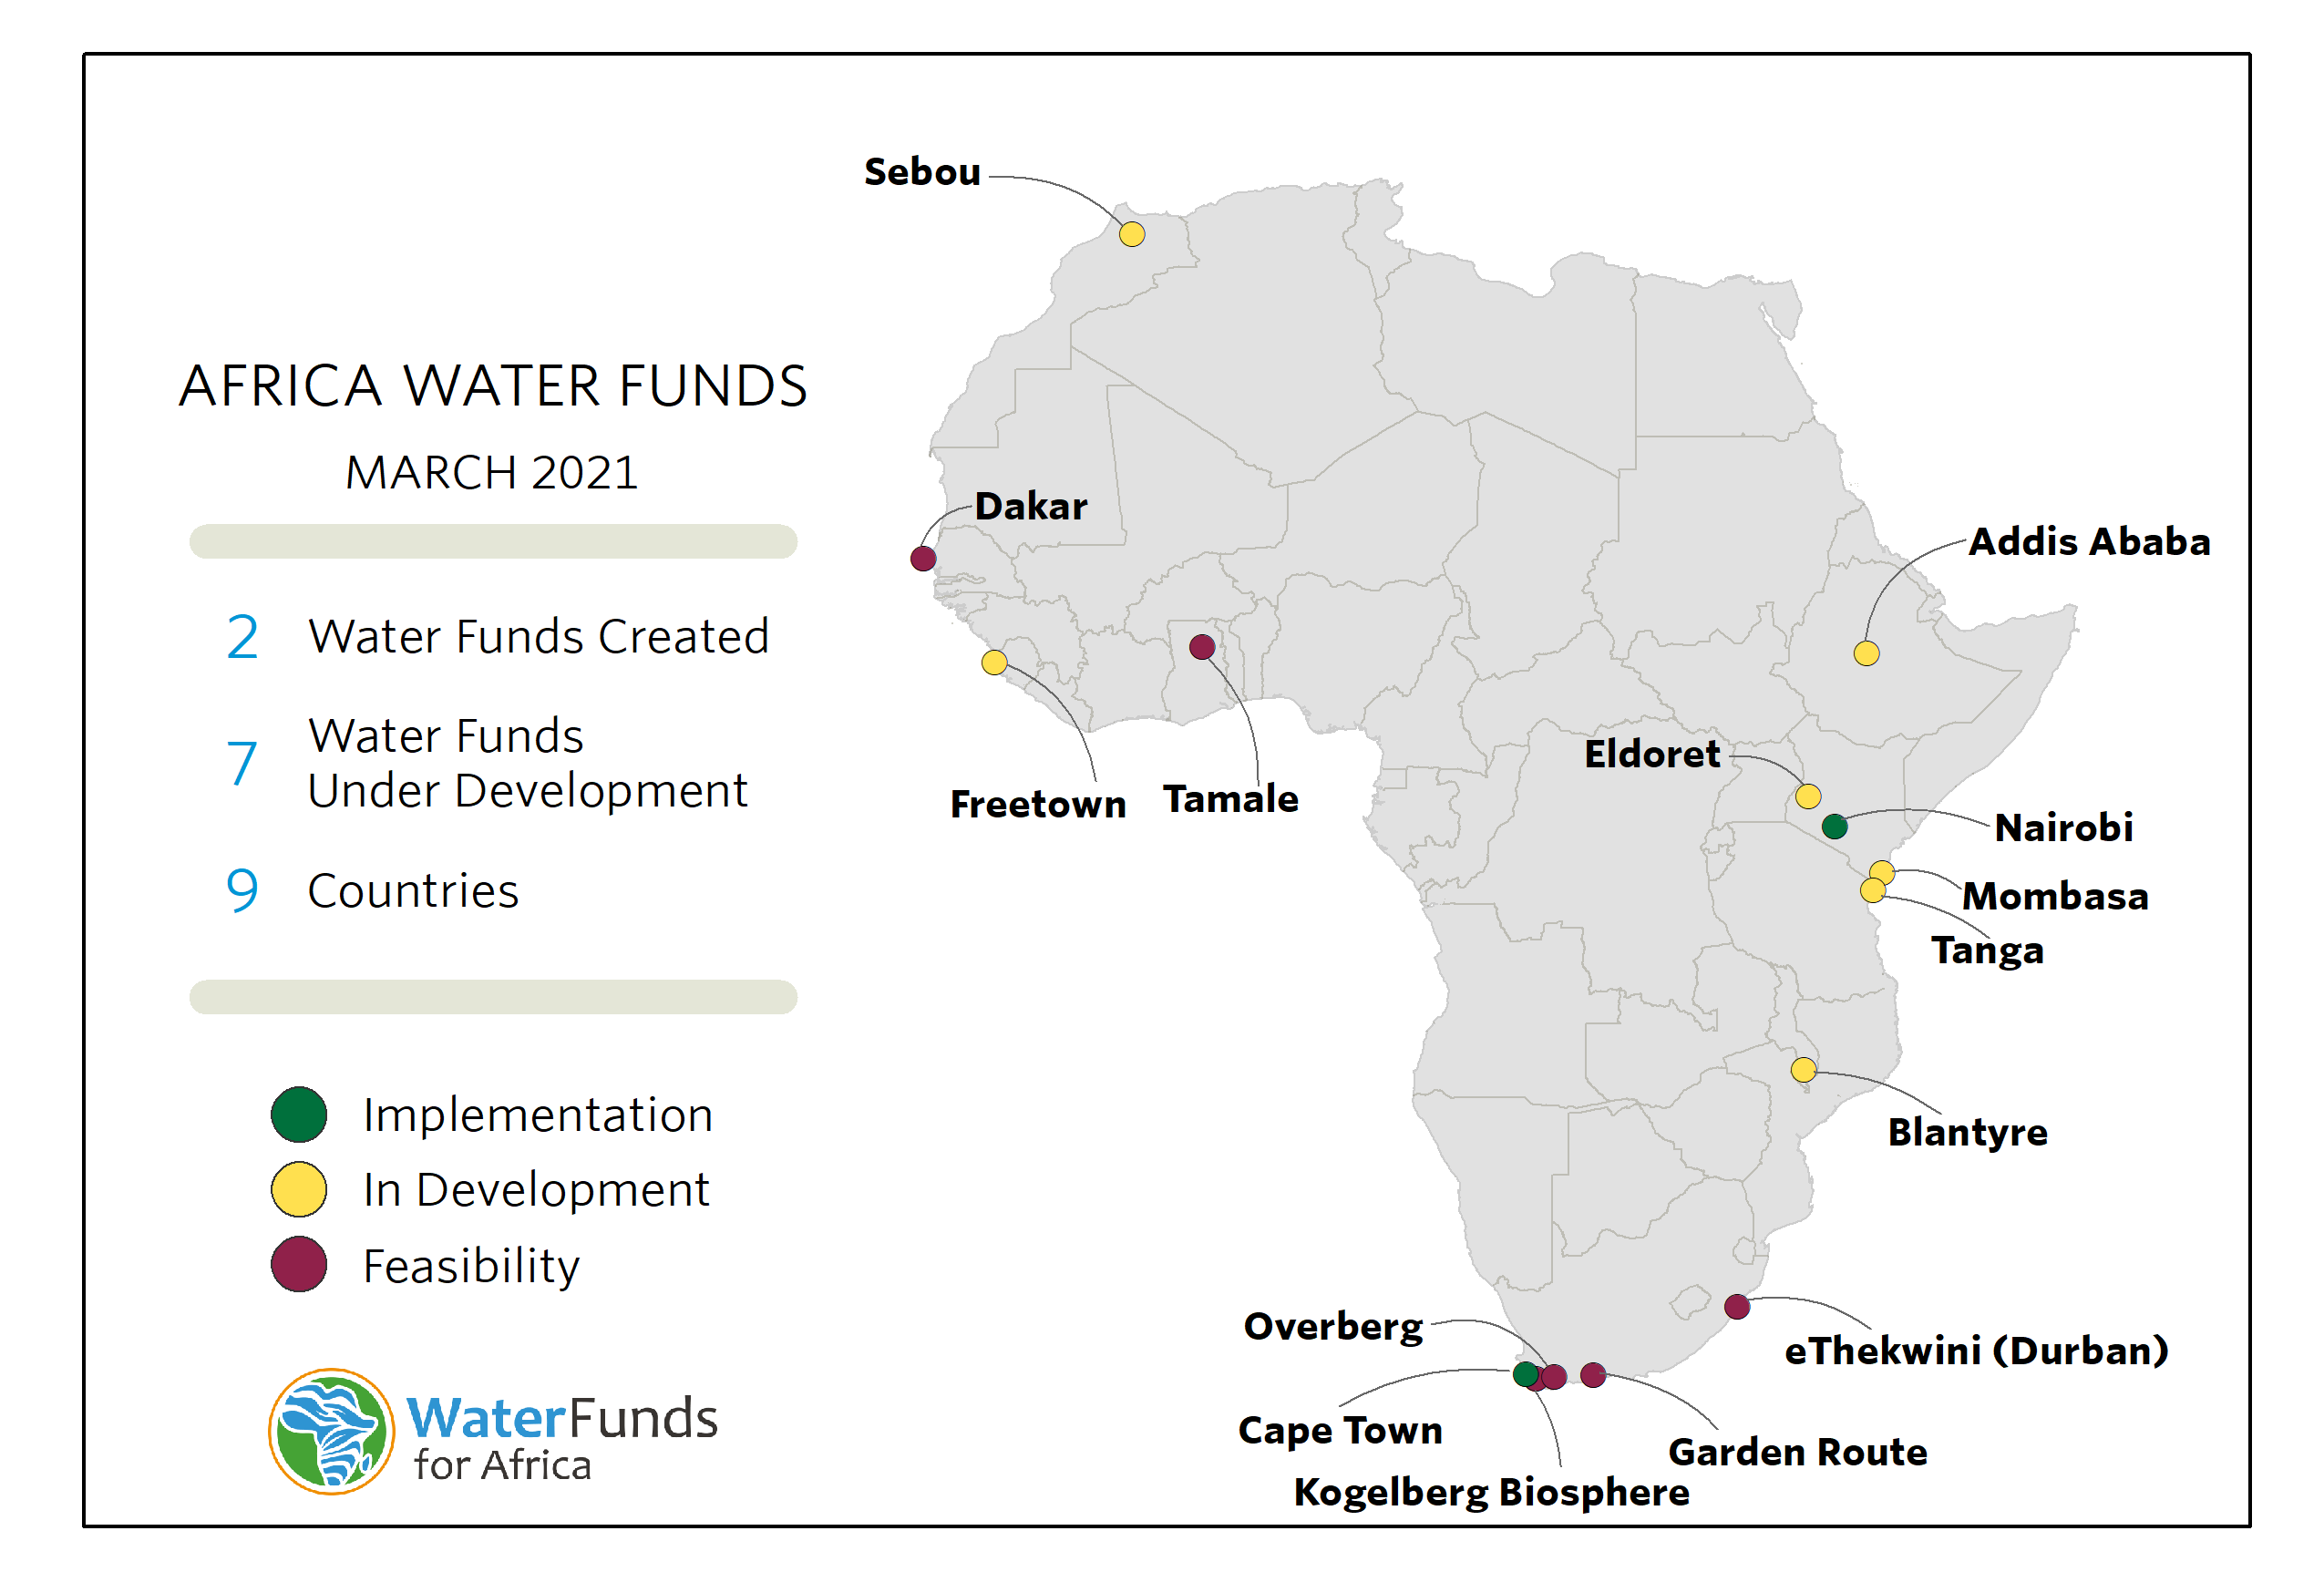 AFRICA WATER FUNDS
MARCH 2021
2 Water Funds Created
7 Water Funds
Under Development
9 Countries
Implementation
In Development
Feasibility
WaterFunds
for Africa
Sebou
Dakar
Addis Ababa
Eldoret
Freetown
Tamale
Nairobi
Mombasa
Tanga
Blantyre
Overberg
eThekwini (Durban)
Cape Town
Garden Route
Kogelberg Biosphere